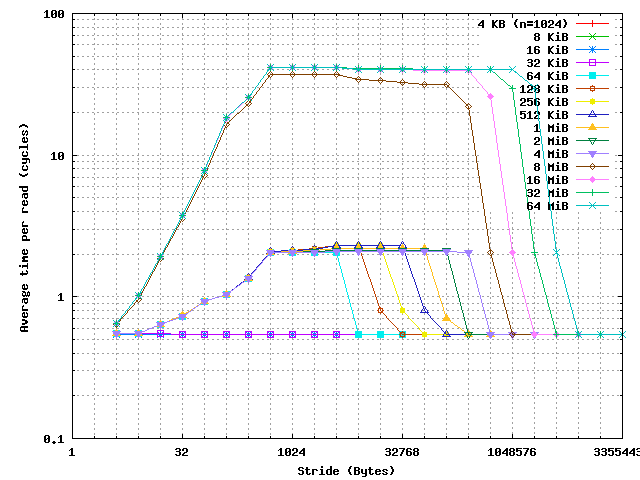 100
4 KB (n=1024)
8 KiB
16 KiB
32 KiB
64 KiB
128 KiB
256 KiB
512 KiB
1 MiB
2 MiB
4 MiB
8 MiB
16 MiB
32 MiB
64 MiB
10
1
0.1
Average time per read (cycles)
1
32
1024
32768
1048576
3355443
Stride (Bytes)